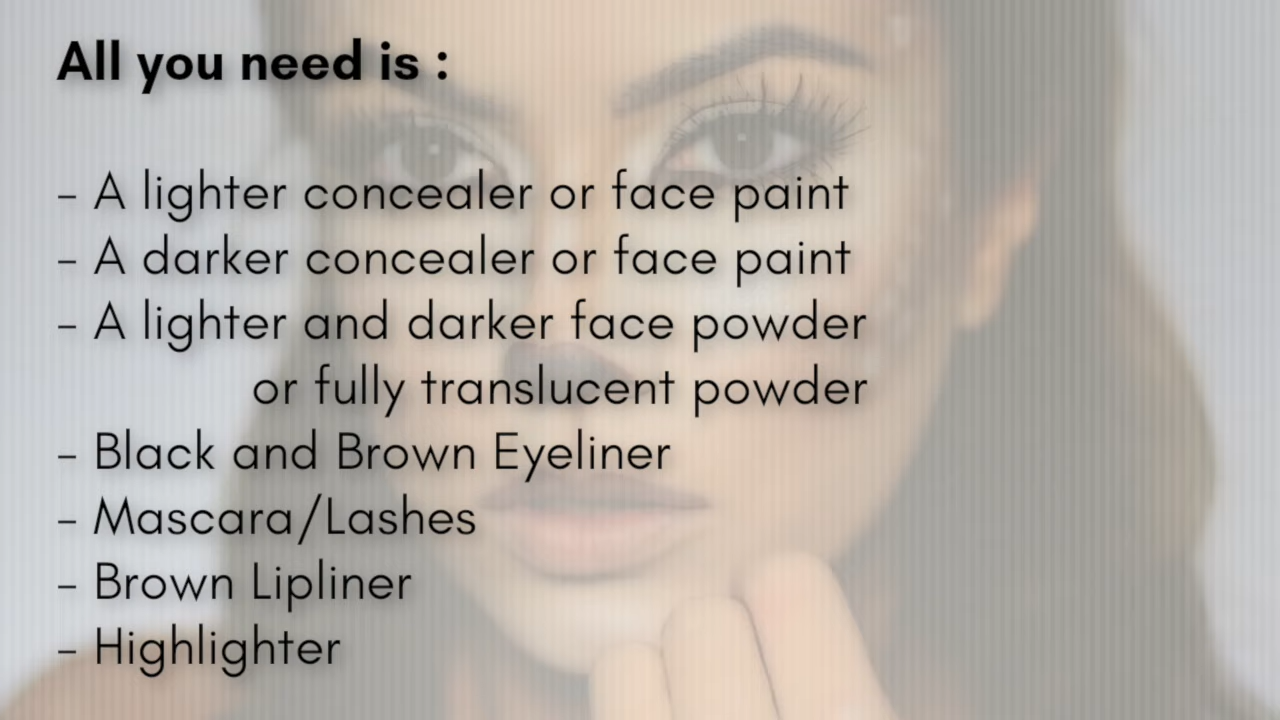 All you need is :
- A lighter concealer or face paint
- A darker concealer or face paint
- A lighter and darker face powder
or fully translucent powder
- Black and Brown Eyeliner
- Mascara/Lashes
- Brown Lipliner
- Highlighter